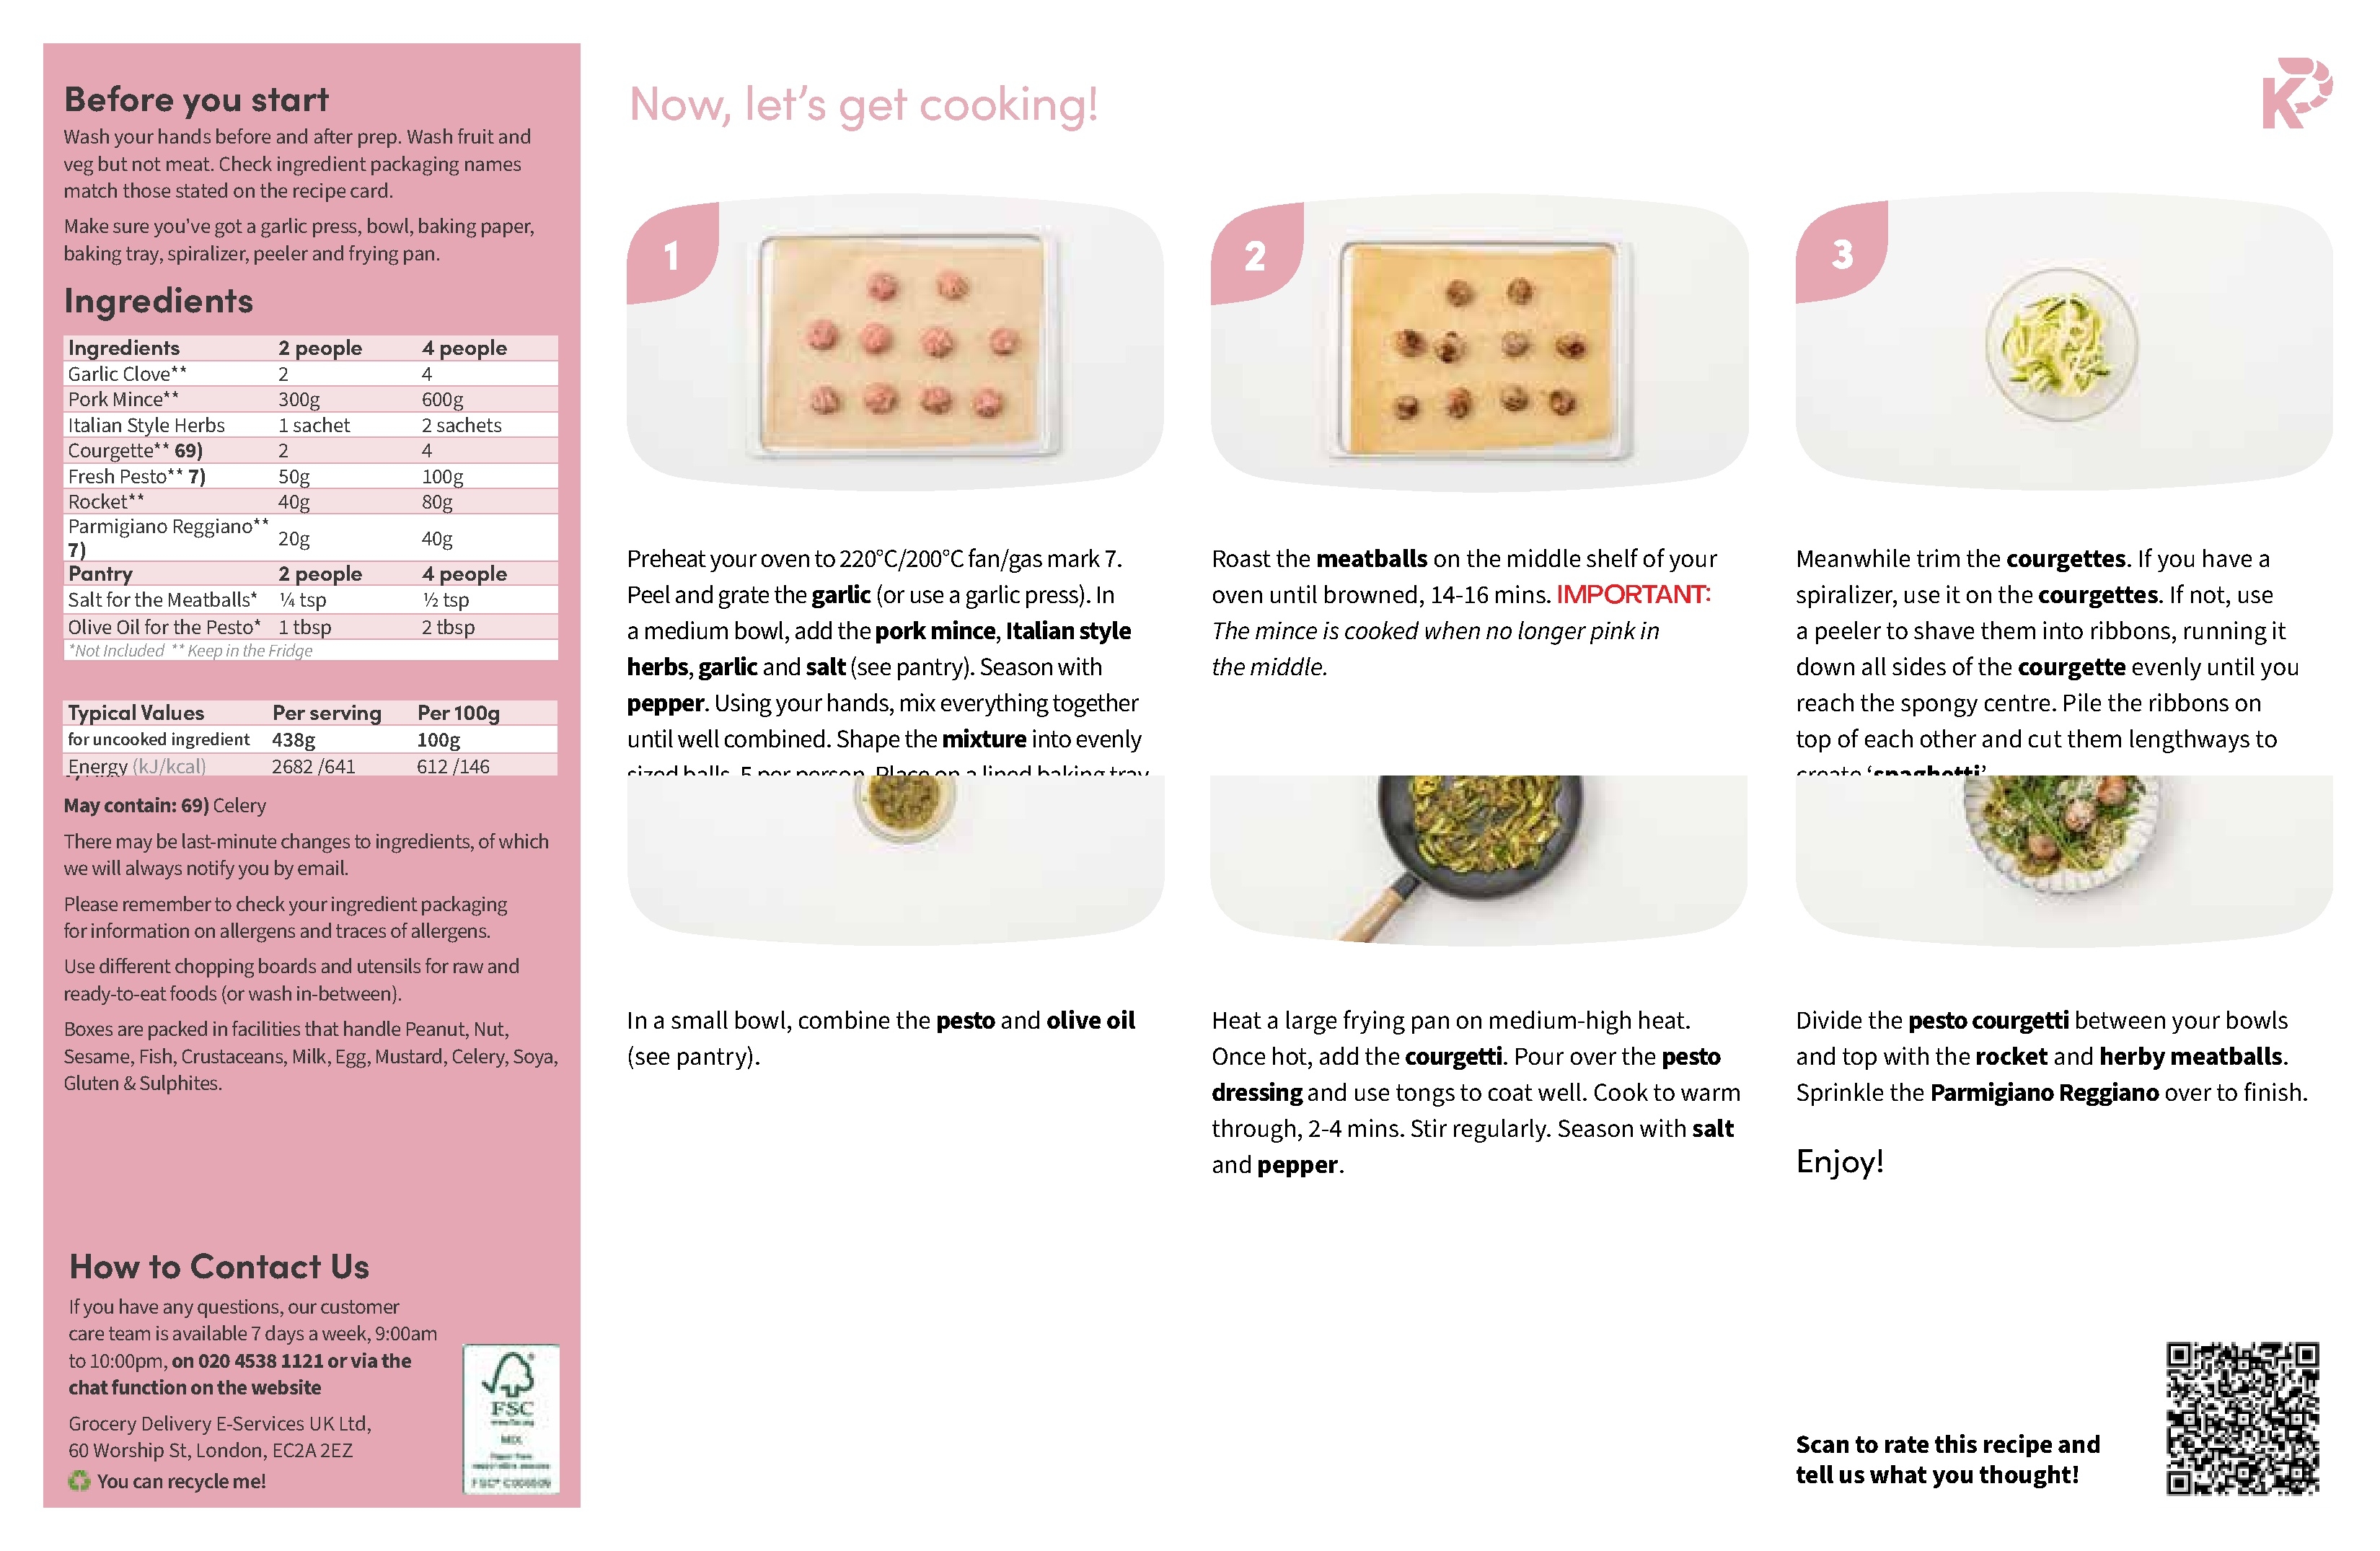 Before you start
Wash your hands before and after prep. Wash fruit and
veg but not meat. Check ingredient packaging names
match those stated on the recipe card.
Make sure you've got a garlic press, bowl, baking paper,
baking tray, spiralizer, peeler and frying pan.
Ingredients
Ingredients 2 people 4 people
Garlic Clove** 2 4
Pork Mince** 300g 600g
Italian Style Herbs 1 sachet 2 sachets
Courgette** 69) 2 4
Fresh Pesto** 7) 50g 100g
Rocket** 40g 80g
Parmigiano Reggiano**
7) 20g 40g
Pantry 2 people 4 people
Salt for the Meatballs* ¼ tsp ½ tsp
Olive Oil for the Pesto* 1 tbsp 2 tbsp
*Not Included ** Keep in the Fridge
Typical Values Per serving Per 100g
for uncooked ingredient 438g 100g
Energy (kJ/kcal) 2682 /641 612 /146
May contain: 69) Celery
There may be last-minute changes to ingredients, of which
we will always notify you by email.
Please remember to check your ingredient packaging
for information on allergens and traces of allergens.
Use different chopping boards and utensils for raw and
ready-to-eat foods (or wash in-between).
Boxes are packed in facilities that handle Peanut, Nut,
Sesame, Fish, Crustaceans, Milk, Egg, Mustard, Celery, Soya,
Gluten & Sulphites.
How to Contact Us
If you have any questions, our customer
care team is available 7 days a week, 9:00am
to 10:00pm, on 020 4538 1121 or via the
chat function on the website
Grocery Delivery E-Services UK Ltd,
60 Worship St, London, EC2A 2EZ
You can recycle me!
FSC
MIX
Now, let's get cooking!
K
1
Preheat your oven to 220°C/200°C fan/gas mark 7.
Peel and grate the garlic (or use a garlic press). In
a medium bowl, add the pork mince, Italian style
herbs, garlic and salt (see pantry). Season with
pepper. Using your hands, mix everything together
until well combined. Shape the mixture into evenly
sized balls, 5 per person. Place on a lined baking tray
2
Roast the meatballs on the middle shelf of your
oven until browned, 14-16 mins. IMPORTANT:
The mince is cooked when no longer pink in
the middle.
3
Meanwhile trim the courgettes. If you have a
spiralizer, use it on the courgettes. If not, use
a peeler to shave them into ribbons, running it
down all sides of the courgette evenly until you
reach the spongy centre. Pile the ribbons on
top of each other and cut them lengthways to
create ‘spaghetti’
In a small bowl, combine the pesto and olive oil
(see pantry).
Heat a large frying pan on medium-high heat.
Once hot, add the courgetti. Pour over the pesto
dressing and use tongs to coat well. Cook to warm
through, 2-4 mins. Stir regularly. Season with salt
and pepper.
Divide the pesto courgetti between your bowls
and top with the rocket and herby meatballs.
Sprinkle the Parmigiano Reggiano over to finish.
Enjoy!
Scan to rate this recipe and
tell us what you thought!